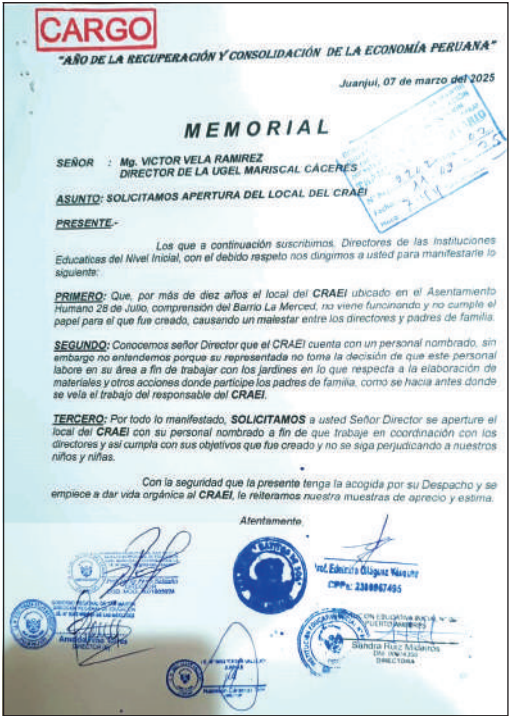 CARGO
"AÑO DE LA RECUPERACIÓN Y CONSOLIDACIÓN DE LA ECONOMÍA PERUANA"
Juanjuí, 07 de marzo del 2025
MEMORIAL
SEÑOR : Mg. VICTOR VELA RAMIREZ
DIRECTOR DE LA UGEL MARISCAL CÁCERES
ASUNTO: SOLICITAMOS APERTURA DEL LOCAL DEL CRAEI
PRESENTE.-
Los que a continuación suscribimos, Directores de las Instituciones
Educaticas del Nivel Inicial, con el debido respeto nos dirigimos a usted para manifestarle lo
siguiente:
PRIMERO: Que, por más de diez años el local del CRAEI ubicado en el Asentamiento
Humano 28 de Julio, comprensión del Barrio La Merced, no viene funcinando y no cumple el
papel para el que fue creado, causando un malestar entre los directores y padres de familia.
SEGUNDO: Conocemos señor Director que el CRAEI cuenta con un personal nombrado, sin
embargo no entendemos porque su representada no toma la decisión de que este personal
labore en su área a fin de trabajar con los jardines en lo que respecta a la elaboración de
materiales y otros acciones donde participe los padres de familia, como se hacia antes donde
se veía el trabajo del responsable del CRAEI.
TERCERO: Por todo lo manifestado, SOLICITAMOS a usted Señor Director se aperture el
local del CRAEI con su personal nombrado a fin de que trabaje en coordinación con los
directores y así cumpla con sus objetivos que fue creado y no se siga perjudicando a nuestros
niños y niñas.
Con la seguridad que la presente tenga la acogida por su Despacho y se
empiece a dar vida orgánica al CRAEI, le reiteramos nuestra muestras de aprecio y estima.
Atentamente
Prof. Edminda
CPPe: 2300967495
Sandra Ruiz
DIRECTORA